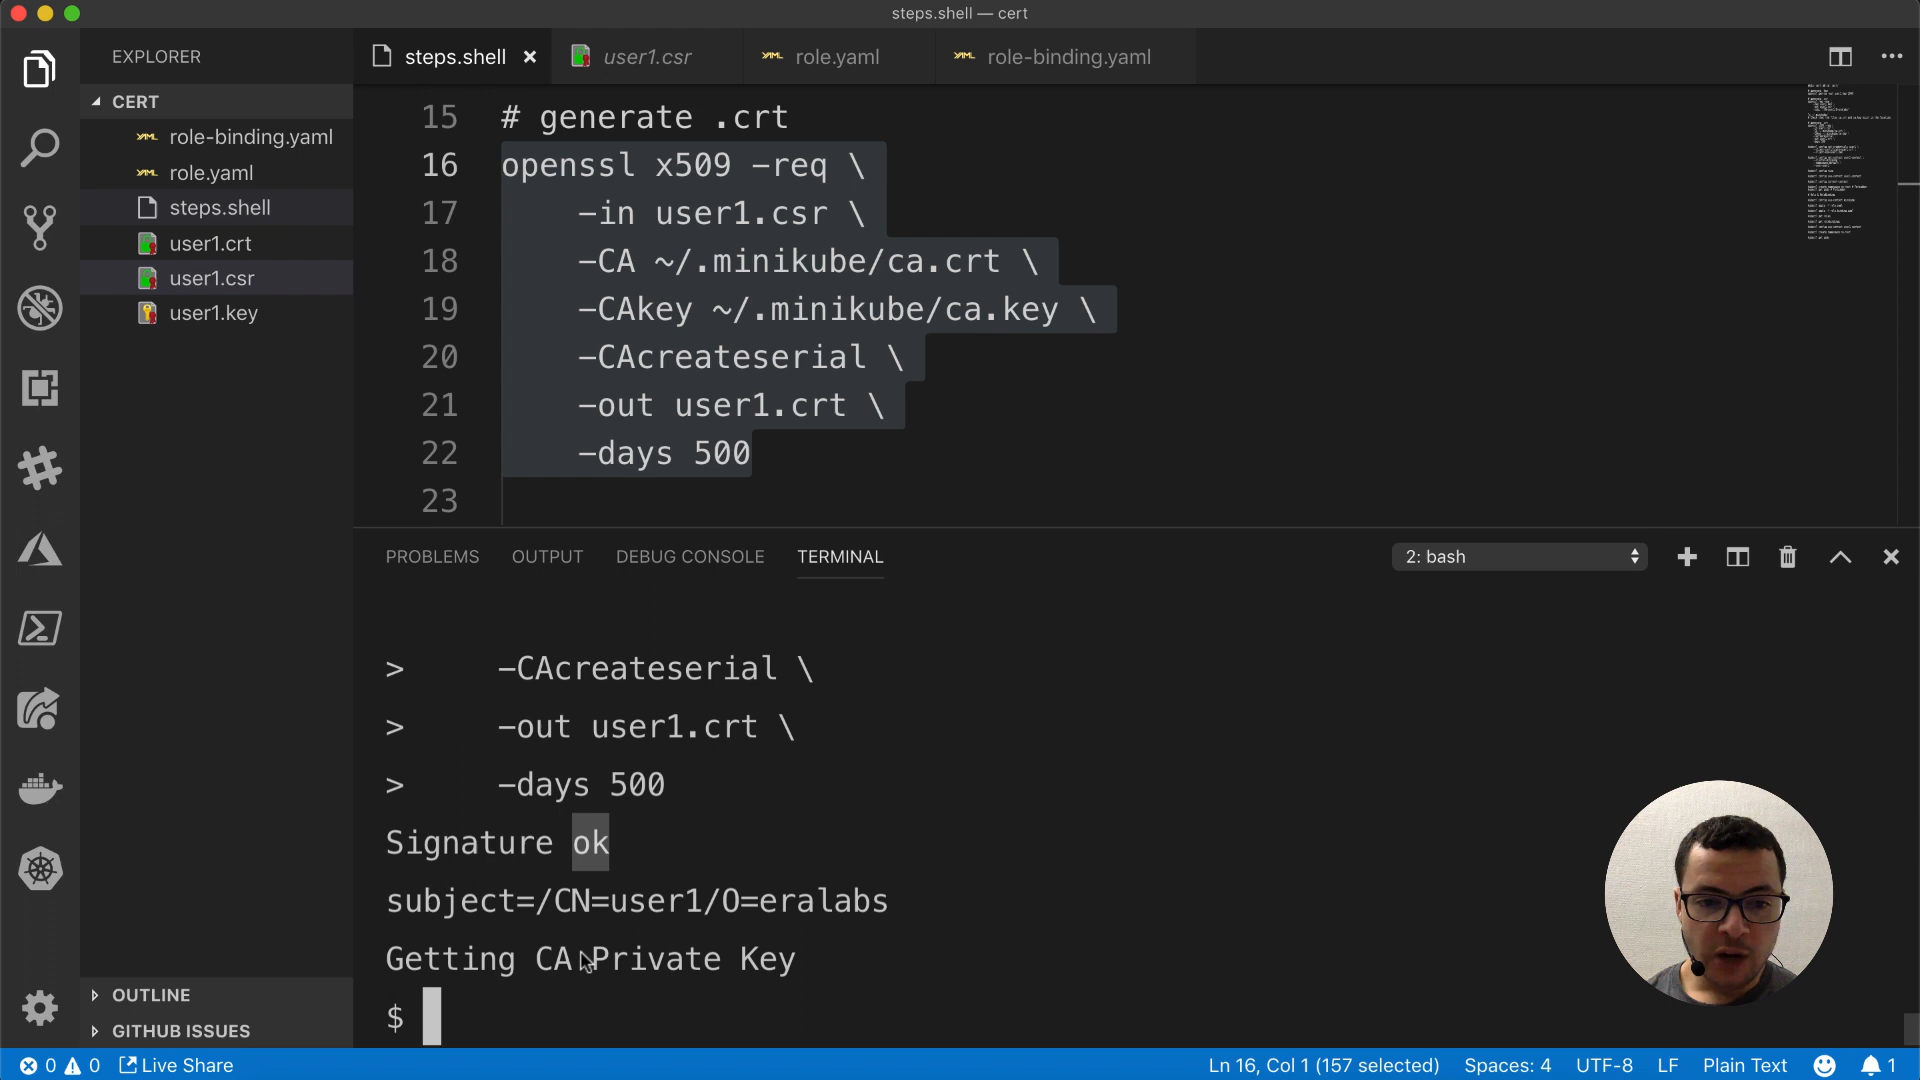 steps.shell — cert
EXPLORER
steps.shell
user1.csr
role.yaml
role-binding.yaml
CERT
role-binding.yaml
role.yaml
steps.shell
user1.crt
user1.csr
user1.key
15 # generate .crt
16 openssl x509 -req \
17 -in user1.csr \
18 -CA ~/.minikube/ca.crt \
19 -CAkey ~/.minikube/ca.key \
20 -CAcreateserial \
21 -out user1.crt \
22 -days 500
23
PROBLEMS OUTPUT DEBUG CONSOLE TERMINAL
2: bash
> -CAcreateserial \
> -out user1.crt \
> -days 500
Signature ok
subject=/CN=user1/O=eralabs
Getting CA Private Key
$
OUTLINE
GITHUB ISSUES
0 0 Live Share Ln 16, Col 1 (157 selected) Spaces: 4 UTF-8 LF Plain Text 1